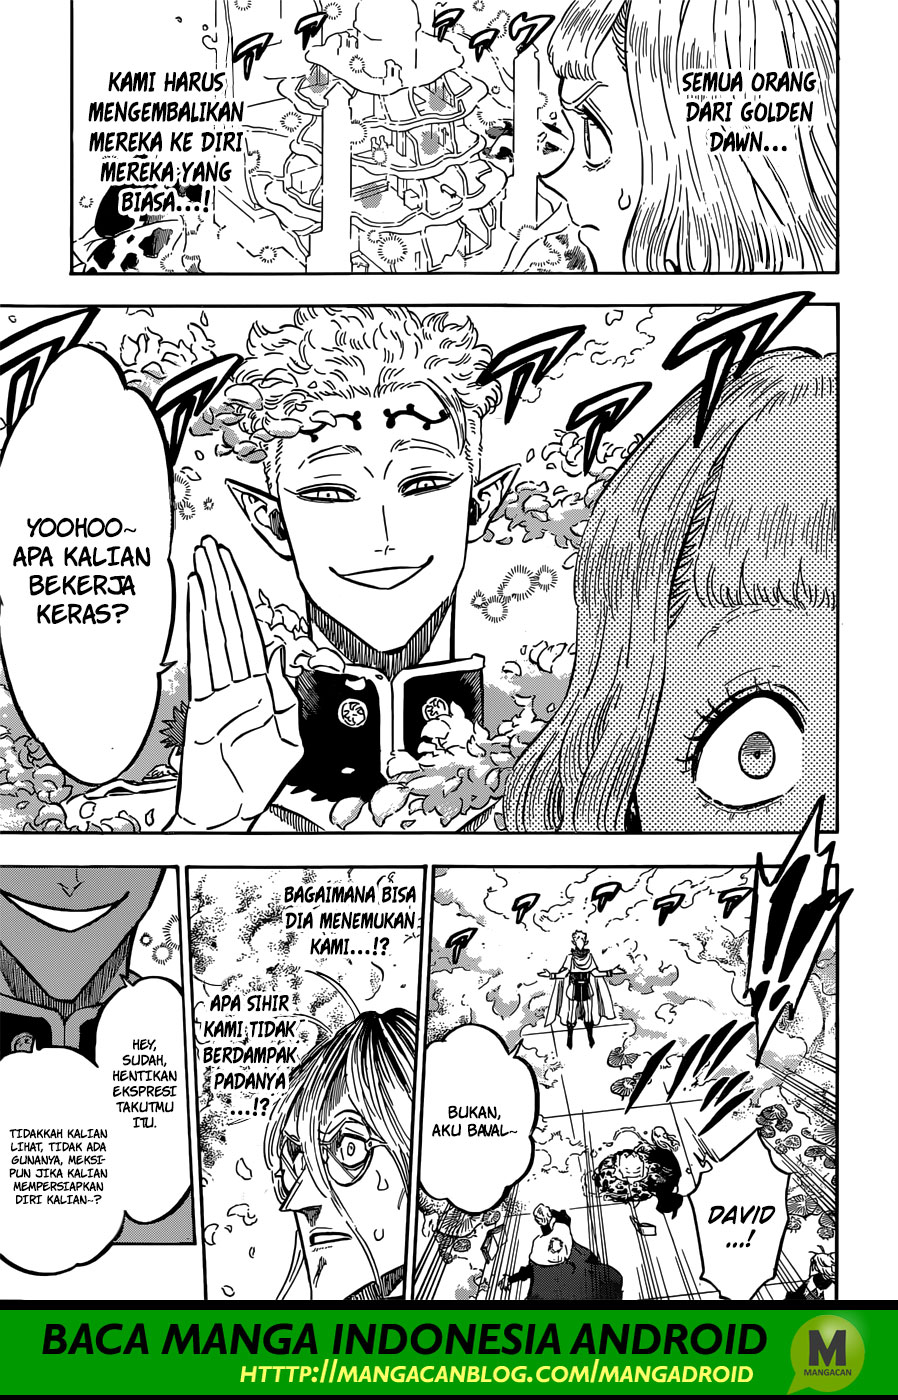 SEMUA ORANG
DARI GOLDEN
DAWN...
KAMI HARUS
MENGEMBALIKAN
MEREKA KE DIRI
MEREKA YANG
BIASA...!
YOOHOO~
APA KALIAN
BEKERJA
KERAS?
DAVID
...!
BUKAN,
AKU BAVAL~
BAGAIMANA BISA
DIA MENEMUKAN
KAMI...!?
APA SIHIR
KAMI TIDAK
BERDAMPAK
PADANYA
...!?
HEY,
SUDAH,
HENTIKAN
EKSPRESI
TAKUTMU
ITU.
TIDAKKAH KALIAN
LIHAT, TIDAK ADA
GUNANYA, MEKSI-
PUN JIKA KALIAN
MEMPERSIAPKAN
DIRI KALIAN~?
BACA MANGA INDONESIA ANDROID
HTTTP://MANGACANBLOG.COM/MANGADROID
M
MANGACAN